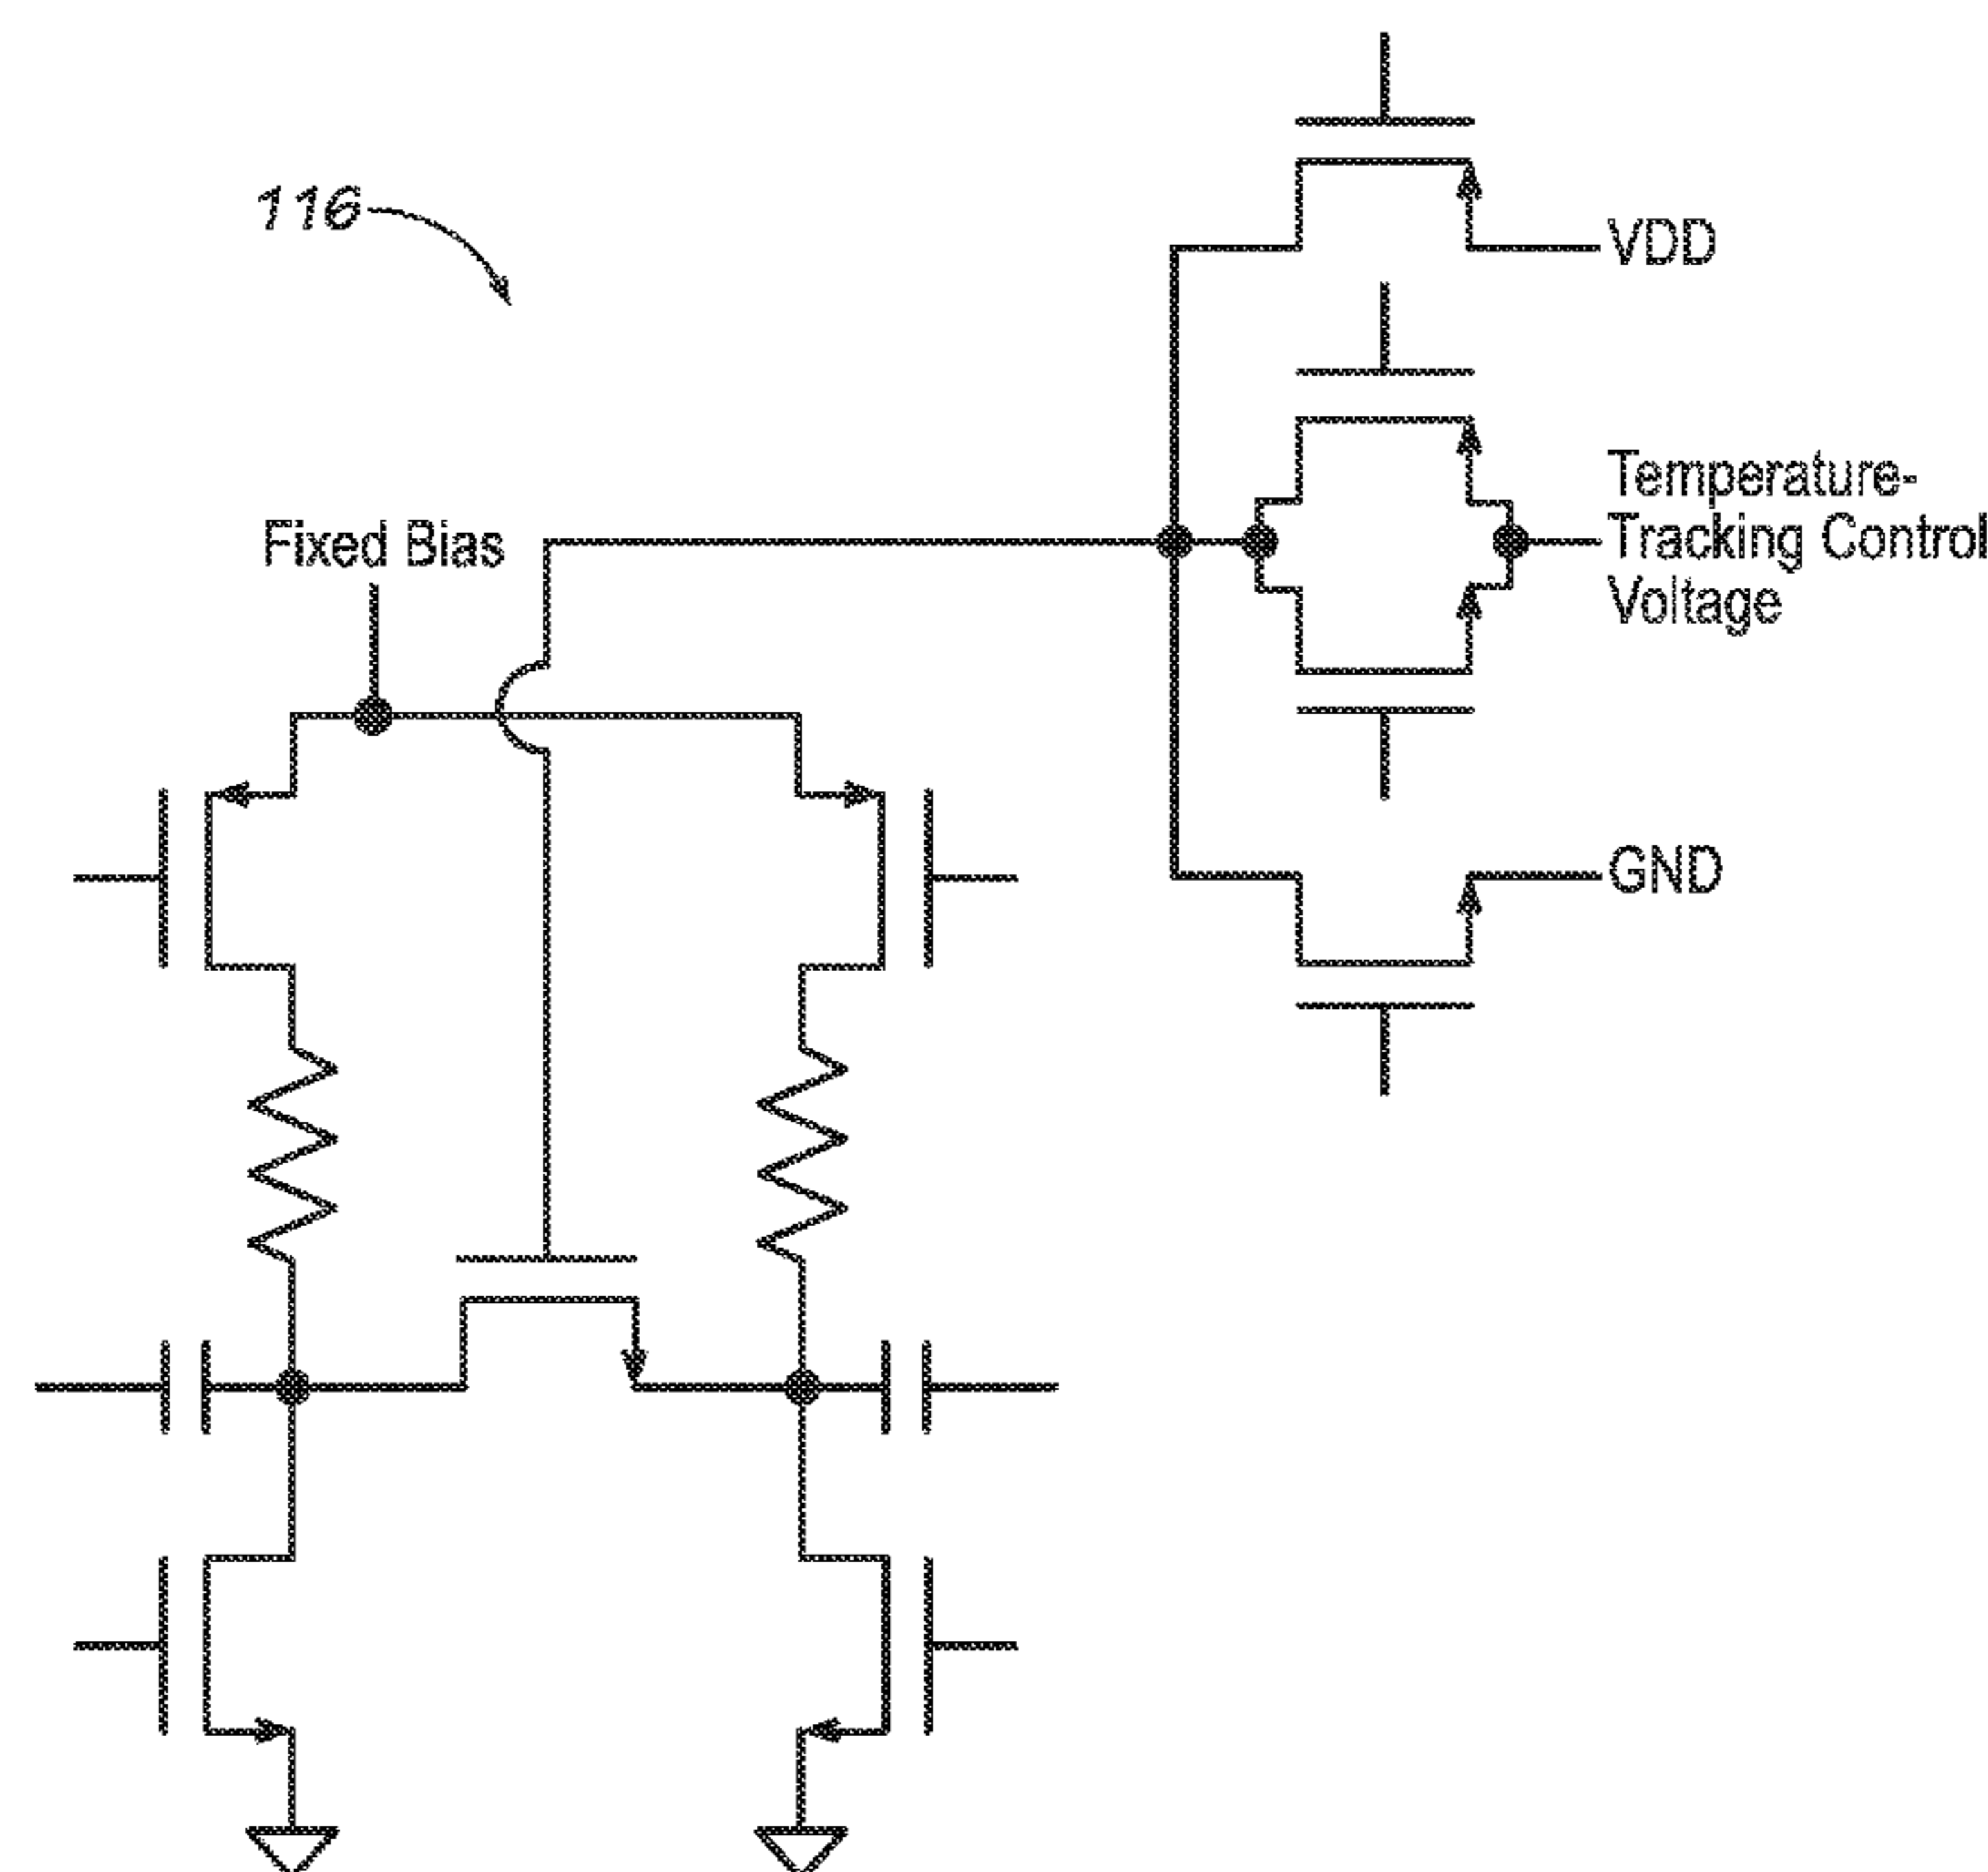 116
VDD
Temperature-
Tracking Control
Voltage
Fixed Bias
GND